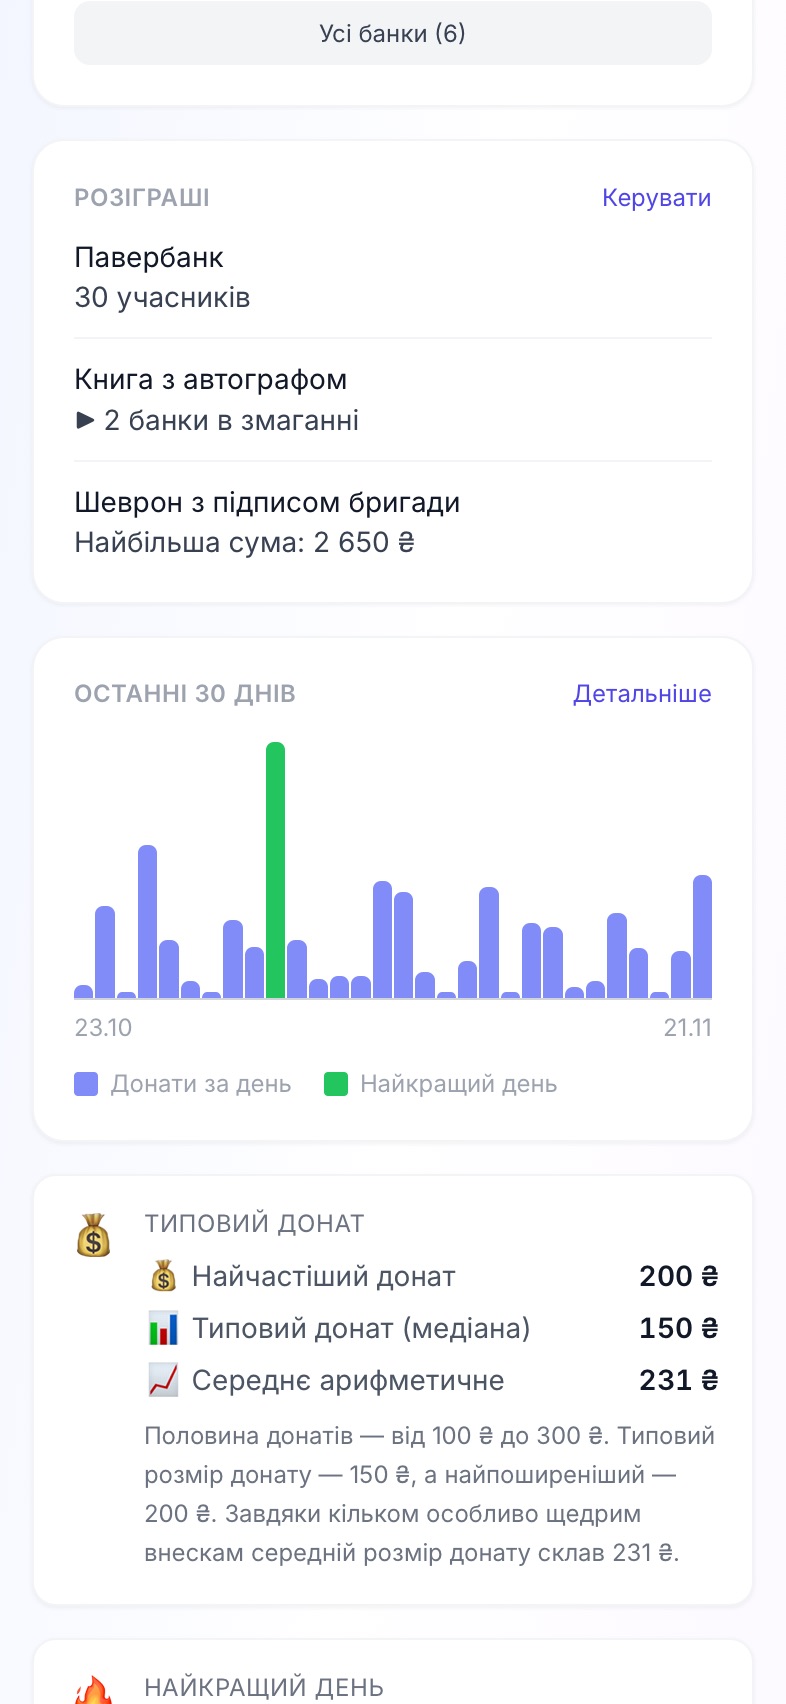 Усі банки (6)
РОЗІГРАШІ
Керувати
Павербанк
30 учасників
Книга з автографом
▶ 2 банки в змаганні
Шеврон з підписом бригади
Найбільша сума: 2 650 ₴
ОСТАННІ 30 ДНІВ
Детальніше
23.10
21.11
Донати за день
Найкращий день
ТИПОВИЙ ДОНАТ
Найчастіший донат 200 ₴
Типовий донат (медіана) 150 ₴
Середнє арифметичне 231 ₴
Половина донатів — від 100 ₴ до 300 ₴. Типовий
розмір донату — 150 ₴, а найпоширеніший —
200 ₴. Завдяки кільком особливо щедрим
внескам середній розмір донату склав 231 ₴.
НАЙКРАЩИЙ ДЕНЬ